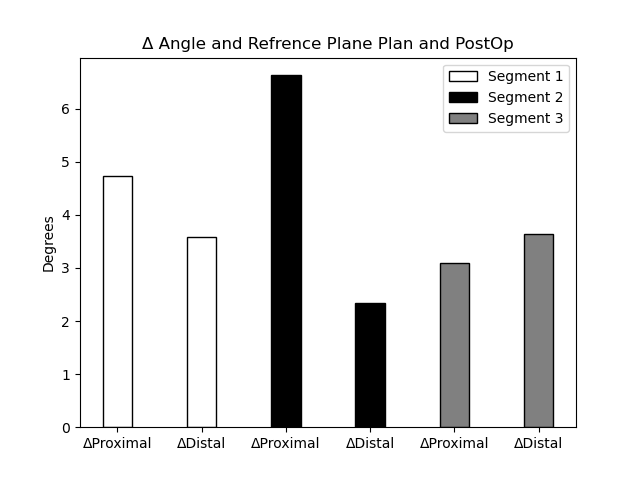 Δ Angle and Refrence Plane Plan and PostOp
Segment 1
Segment 2
Segment 3
Degrees
6
5
4
3
2
1
0
ΔProximal ΔDistal ΔProximal ΔDistal ΔProximal ΔDistal